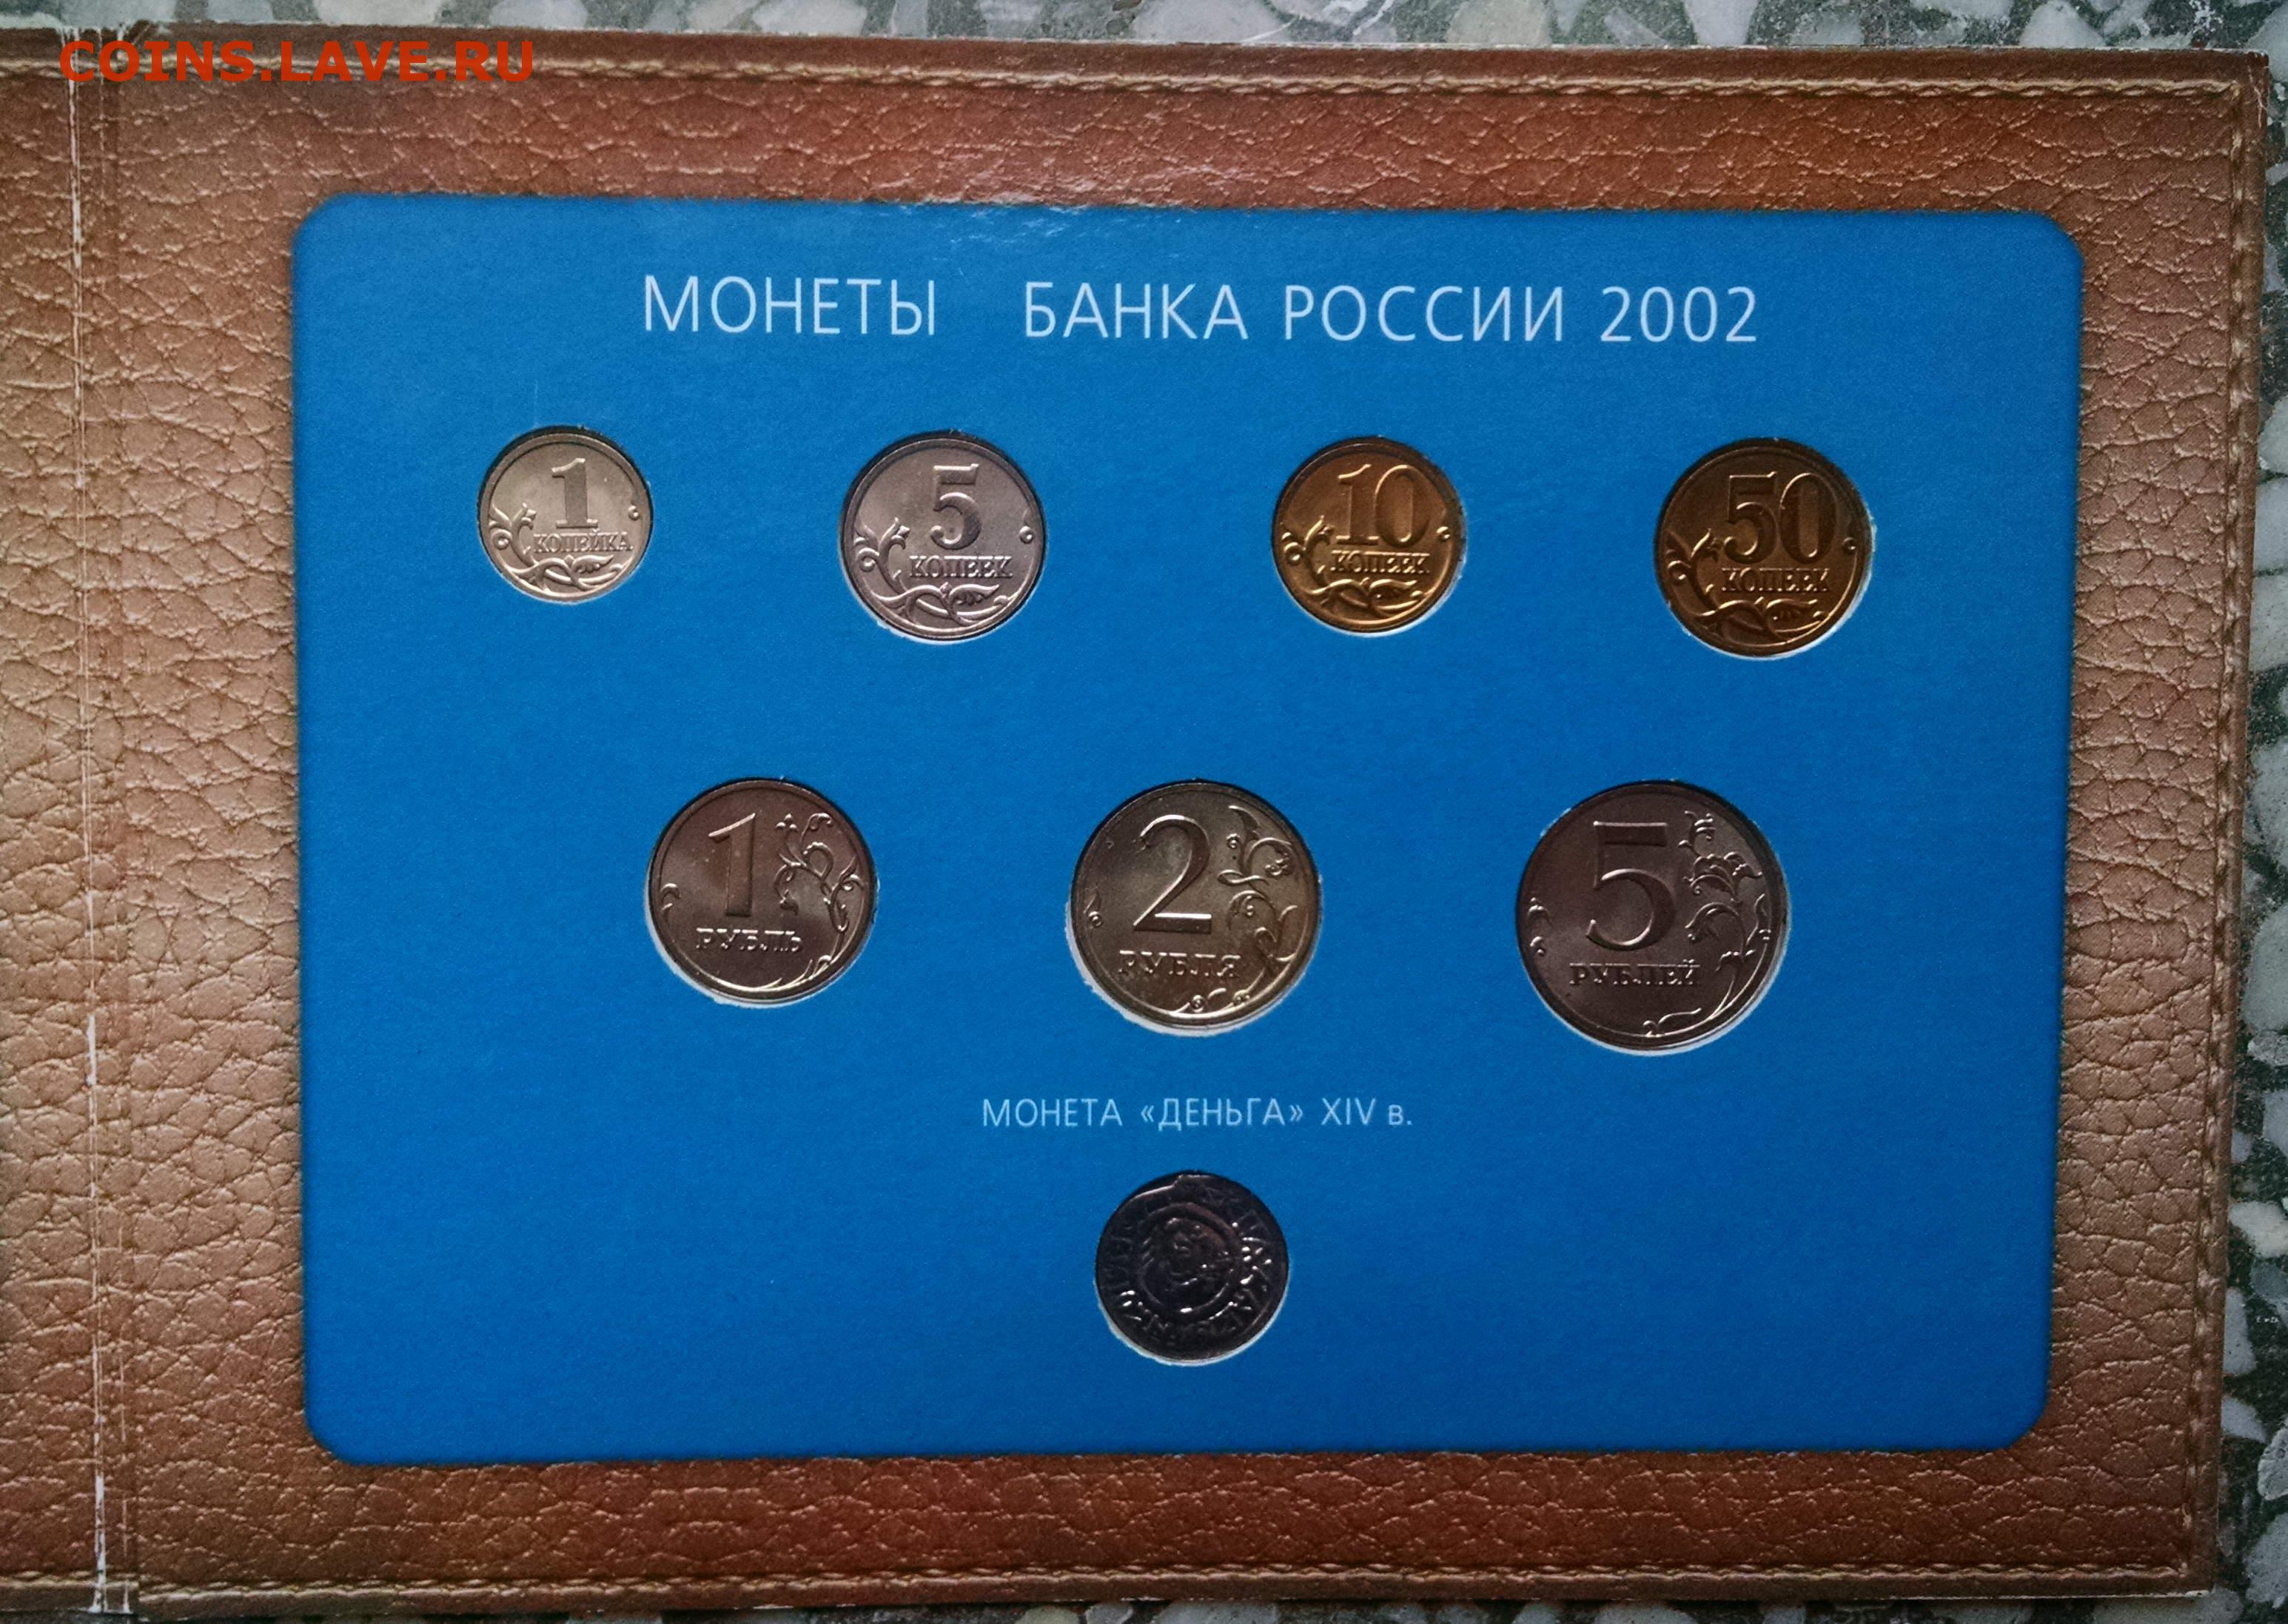 COINS.LAVE.RU
МОНЕТЫ БАНКА РОССИИ 2002
1
КОПЕЙКА
5
КОПЕЕК
10
КОПЕЕК
50
КОПЕЕК
1
РУБЛЬ
2
РУБЛЯ
5
РУБЛЕЙ
МОНЕТА «ДЕНЬГА» XIV в.